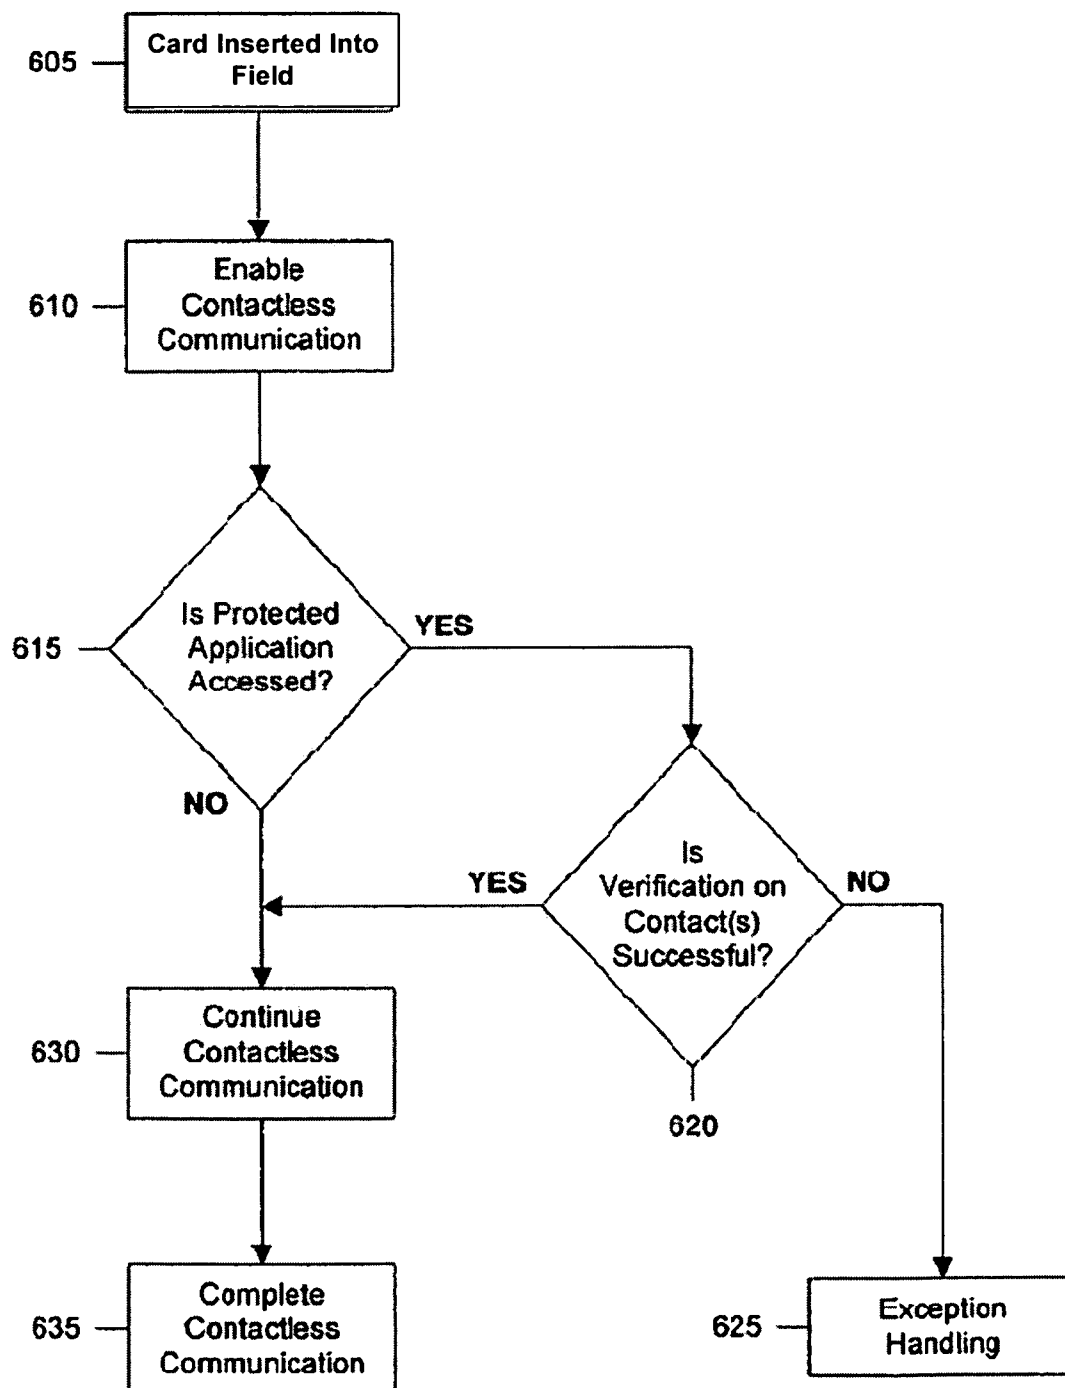 605
Card Inserted Into
Field
610
Enable
Contactless
Communication
615
Is Protected
Application
Accessed?
YES
NO
Is
Verification on
Contact(s)
Successful?
YES
NO
620
630
Continue
Contactless
Communication
635
Complete
Contactless
Communication
625
Exception
Handling